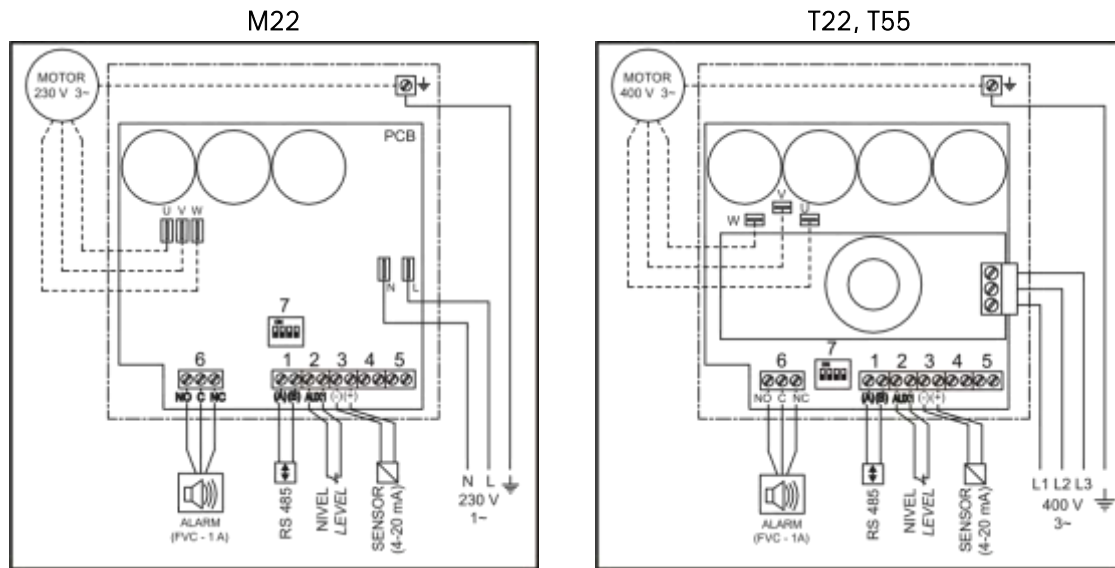 M22
MOTOR
230 V 3~
PCB
U V W
N L
7
6 1 2 3 4 5
NO C NC (A) (B) AUX1 (-) (+)
ALARM
(FVC - 1 A)
RS 485
NIVEL
LEVEL
SENSOR
(4-20 mA)
N L
230 V
1~
T22, T55
MOTOR
400 V 3~
V
W U
7
6 1 2 3 4 5
NO C NC (A) (B) AUX1 (-) (+)
ALARM
(FVC - 1A)
RS 485
NIVEL
LEVEL
SENSOR
(4-20 mA)
L1 L2 L3
400 V
3~